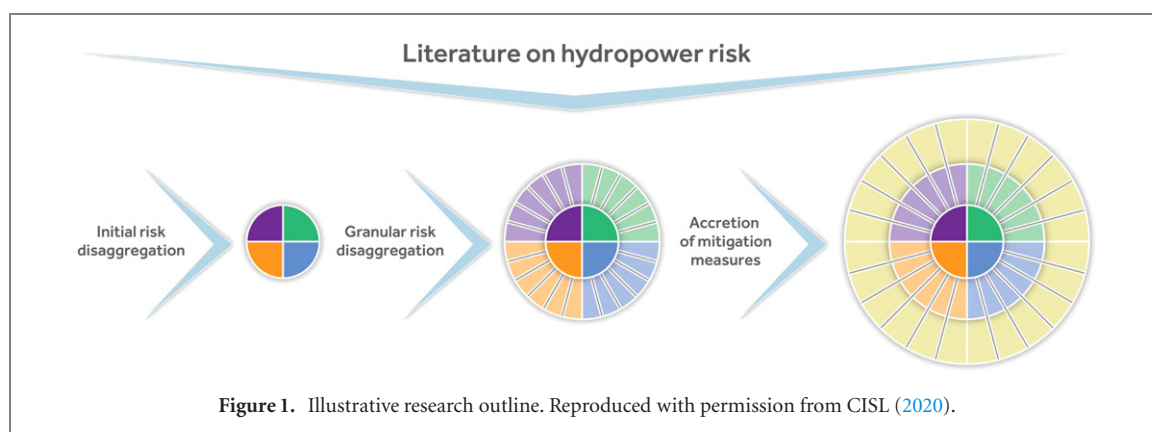 Literature on hydropower risk
Initial risk
disaggregation
Granular risk
disaggregation
Accretion
of mitigation
measures
Figure 1. Illustrative research outline. Reproduced with permission from CISL (2020).